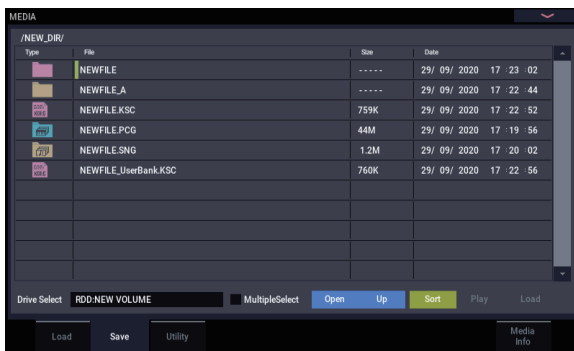 MEDIA
/NEW_DIR/
Type File Size Date
NEWFILE ----- 29/ 09/ 2020 17 :23 :02
NEWFILE_A ----- 29/ 09/ 2020 17 :22 :44
KORG NEWFILE.KSC 759K 29/ 09/ 2020 17 :22 :52
NEWFILE.PCG 44M 29/ 09/ 2020 17 :19 :56
NEWFILE.SNG 1.2M 29/ 09/ 2020 17 :20 :02
KORG NEWFILE_UserBank.KSC 760K 29/ 09/ 2020 17 :22 :56
Drive Select RDD:NEW VOLUME MultipleSelect Open Up Sort Play Load
Load Save Utility Media
Info